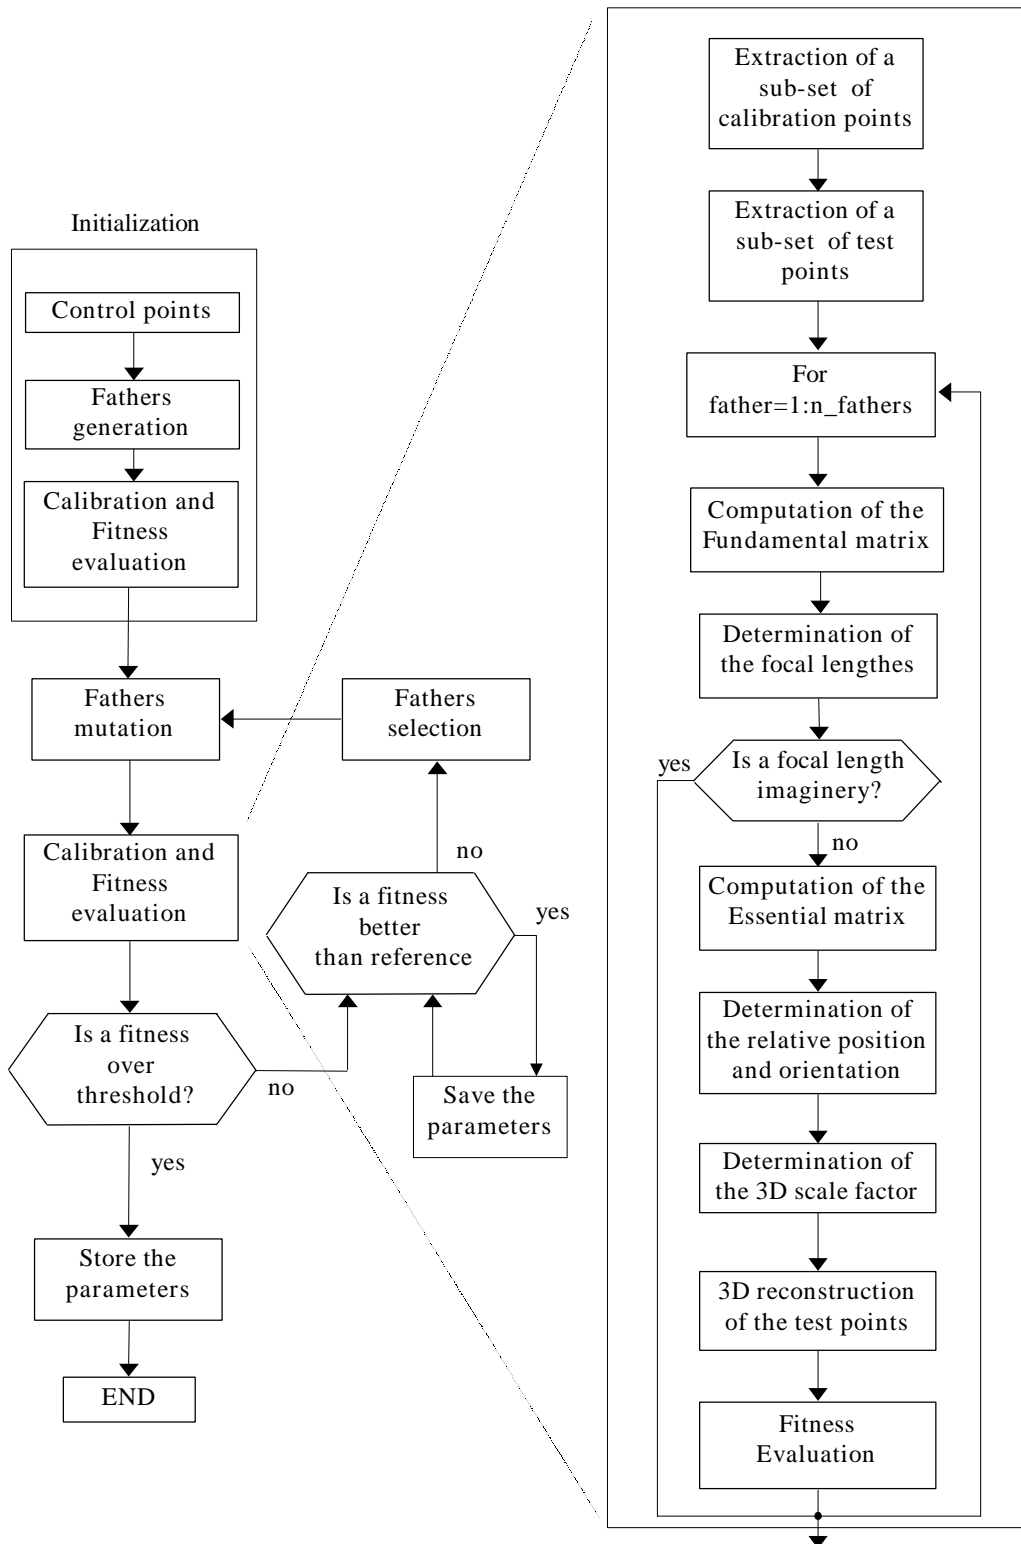 Initialization
Control points
Fathers
generation
Calibration and
Fitness
evaluation
Fathers
mutation
Fathers
selection
Calibration and
Fitness
evaluation
no
Is a fitness
better
than reference
yes
Is a fitness
over
threshold?
no
Save the
parameters
yes
Store the
parameters
END
Extraction of a
sub-set of
calibration points
Extraction of a
sub-set of test
points
For
father=1:n_fathers
Computation of the
Fundamental matrix
Determination of
the focal lengthes
yes
Is a focal length
imaginery?
no
Computation of the
Essential matrix
Determination of
the relative position
and orientation
Determination of
the 3D scale factor
3D reconstruction
of the test points
Fitness
Evaluation